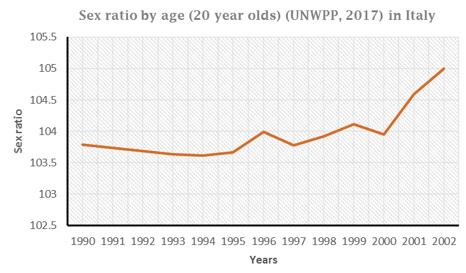 Sex ratio by age (20 year olds) (UNWPP, 2017) in Italy
105.5
105
104.5
104
103.5
103
102.5
Sex ratio
1990 1991 1992 1993 1994 1995 1996 1997 1998 1999 2000 2001 2002
Years